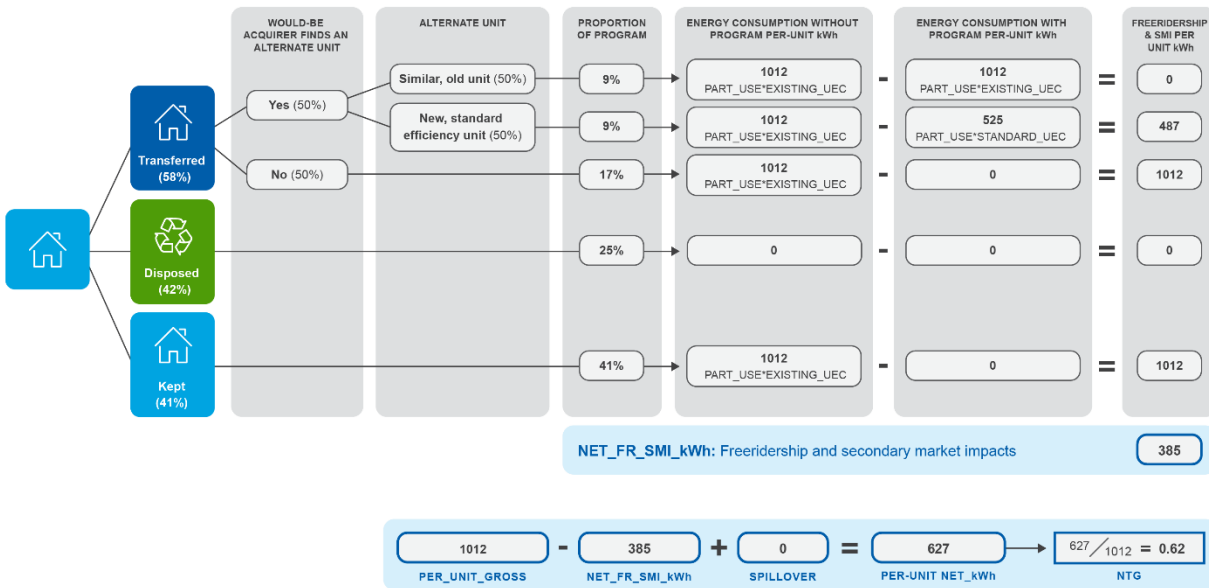 WOULD-BE
ACQUIRER FINDS AN
ALTERNATE UNIT
ALTERNATE UNIT
PROPORTION
OF PROGRAM
ENERGY CONSUMPTION WITHOUT
PROGRAM PER-UNIT kWh
ENERGY CONSUMPTION WITH
PROGRAM PER-UNIT kWh
FREERIDERSHIP
& SMI PER
UNIT kWh
Transferred
(58%)
Yes (50%)
Similar, old unit (50%)
9%
1012
PART_USE*EXISTING_UEC
-
1012
PART_USE*EXISTING_UEC
=
0
New, standard
efficiency unit (50%)
9%
1012
PART_USE*EXISTING_UEC
-
525
PART_USE*STANDARD_UEC
=
487
No (50%)
17%
1012
PART_USE*EXISTING_UEC
-
0
=
1012
Disposed
(42%)
25%
0
-
0
=
0
Kept
(41%)
41%
1012
PART_USE*EXISTING_UEC
-
0
=
1012
NET_FR_SMI_kWh: Freeridership and secondary market impacts
385
1012 - 385 + 0 = 627 627/1012 = 0.62
PER_UNIT_GROSS NET_FR_SMI_kWh SPILLOVER PER-UNIT NET_kWh NTG